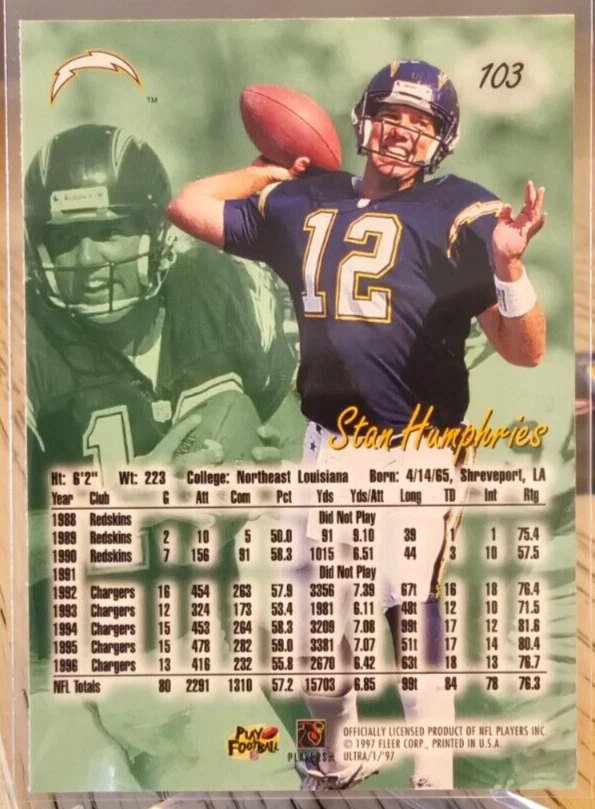 TM
103
12
1
Stan Humphries
Ht: 6'2" Wt: 223 College: Northeast Louisiana Born: 4/14/65, Shreveport, LA
Year Club G Att Com Pct Yds Yds/Att Long TD Int Rtg
1988 Redskins Did Not Play
1989 Redskins 2 10 5 50.0 91 9.10 39 1 1 75.4
1990 Redskins 7 156 91 58.3 1015 6.51 44 3 10 57.5
1991 Did Not Play
1992 Chargers 16 454 263 57.9 3356 7.39 67t 16 18 76.4
1993 Chargers 12 324 173 53.4 1981 6.11 48t 12 10 71.5
1994 Chargers 15 453 264 58.3 3209 7.08 99t 17 12 81.6
1995 Chargers 15 478 282 59.0 3381 7.07 51t 17 14 80.4
1996 Chargers 13 416 232 55.8 2670 6.42 63t 18 13 76.7
NFL Totals 80 2291 1310 57.2 15703 6.85 99t 84 78 76.3
PLAY FOOTBALL
PLAYERS
OFFICIALLY LICENSED PRODUCT OF NFL PLAYERS INC.
© 1997 FLEER CORP., PRINTED IN U.S.A.
ULTRA/1/'97